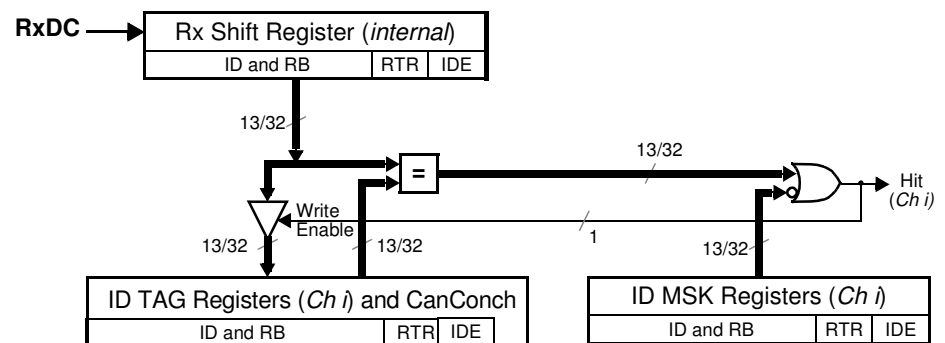 RxDC
Rx Shift Register (internal)
ID and RB RTR IDE
13/32
13/32
=
Hit
(Ch i)
Write
Enable
1
13/32 13/32 13/32
ID TAG Registers (Ch i) and CanConch
ID and RB RTR IDE
ID MSK Registers (Ch i)
ID and RB RTR IDE